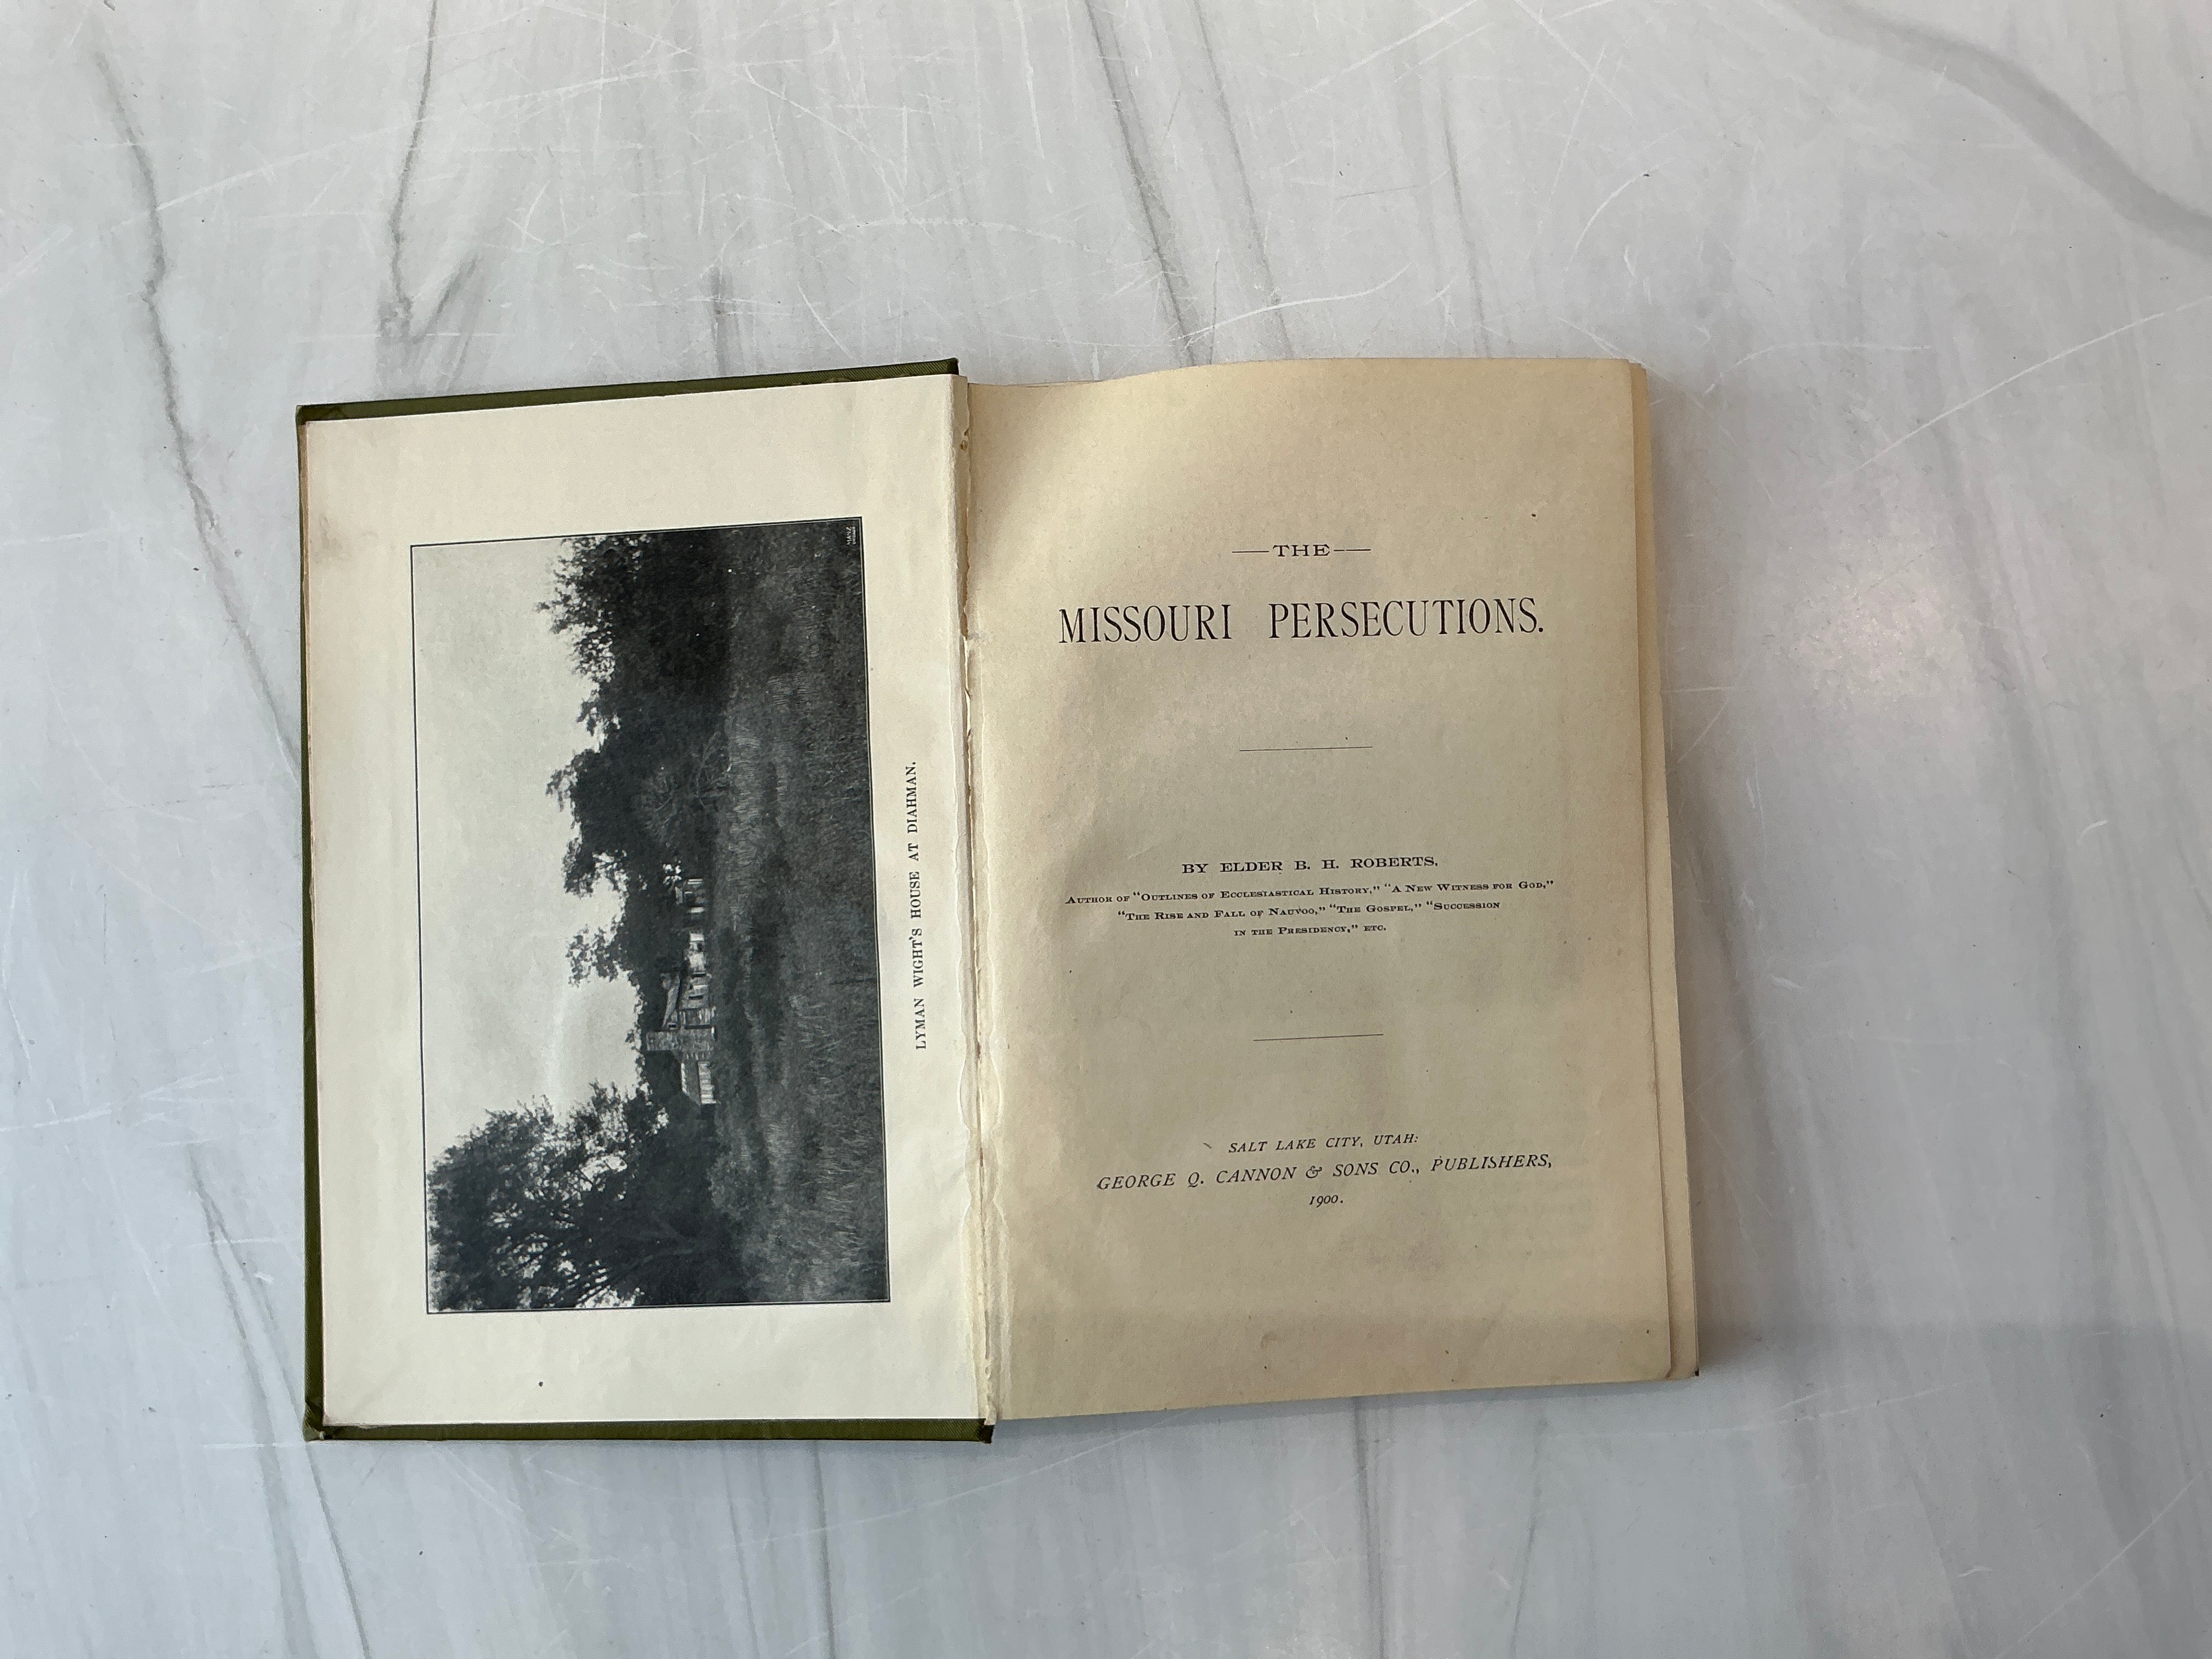 LYMAN WIGHT'S HOUSE AT DIAHMAN.
—THE—
MISSOURI PERSECUTIONS.
BY ELDER B. H. ROBERTS,
AUTHOR OF "OUTLINES OF ECCLESIASTICAL HISTORY," "A NEW WITNESS FOR GOD,"
"THE RISE AND FALL OF NAUVOO," "THE GOSPEL," "SUCCESSION
IN THE PRESIDENCY," ETC.
SALT LAKE CITY, UTAH:
GEORGE Q. CANNON & SONS CO., PUBLISHERS,
1900.